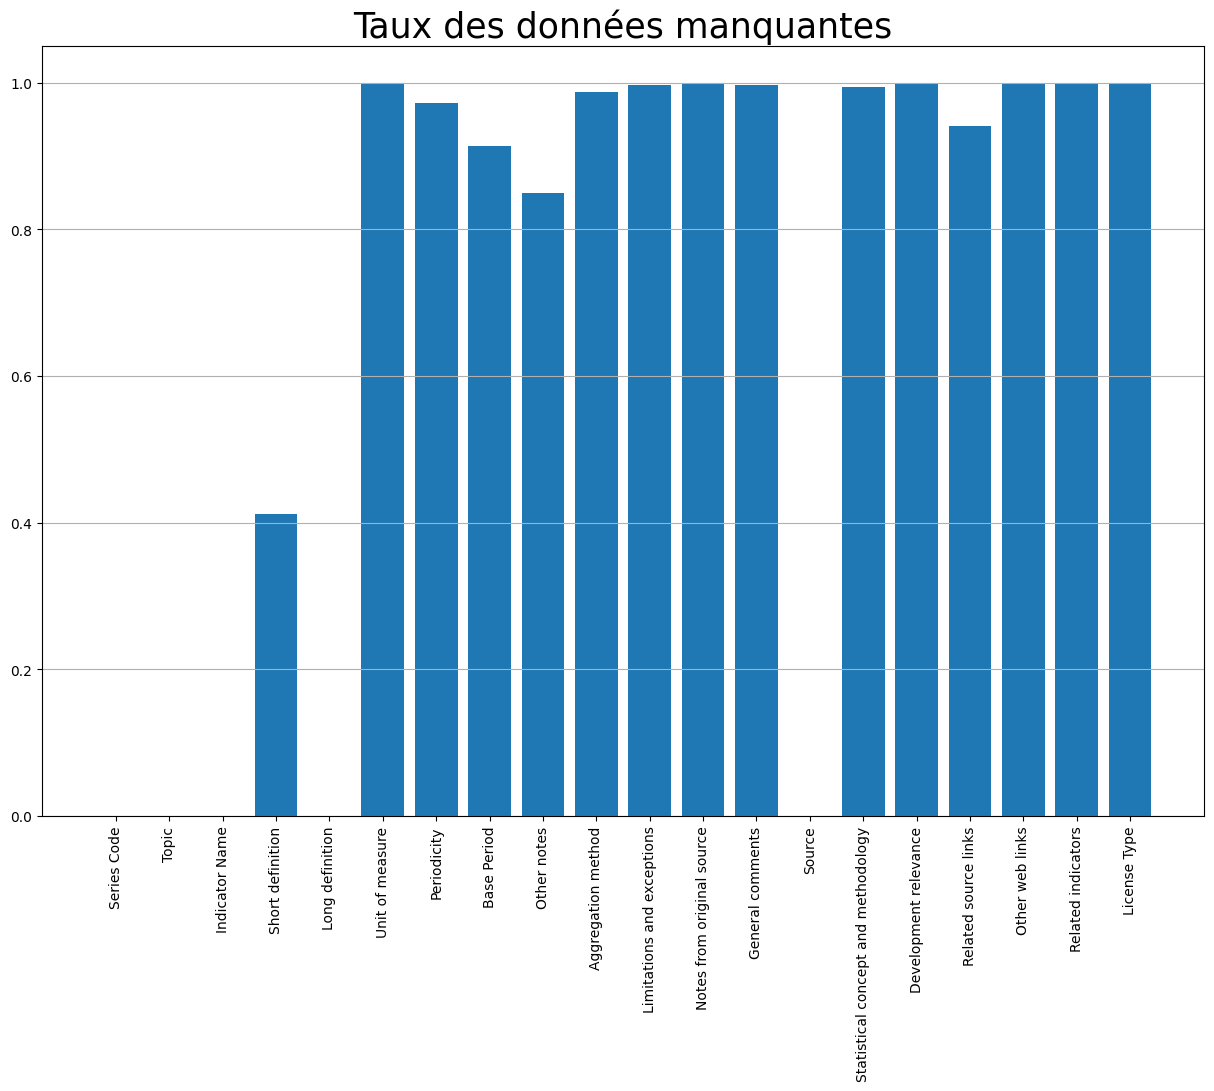 Taux des données manquantes
1.0
0.8
0.6
0.4
0.2
0.0
Series Code
Topic
Indicator Name
Short definition
Long definition
Unit of measure
Periodicity
Base Period
Other notes
Aggregation method
Limitations and exceptions
Notes from original source
General comments
Source
Statistical concept and methodology
Development relevance
Related source links
Other web links
Related indicators
License Type